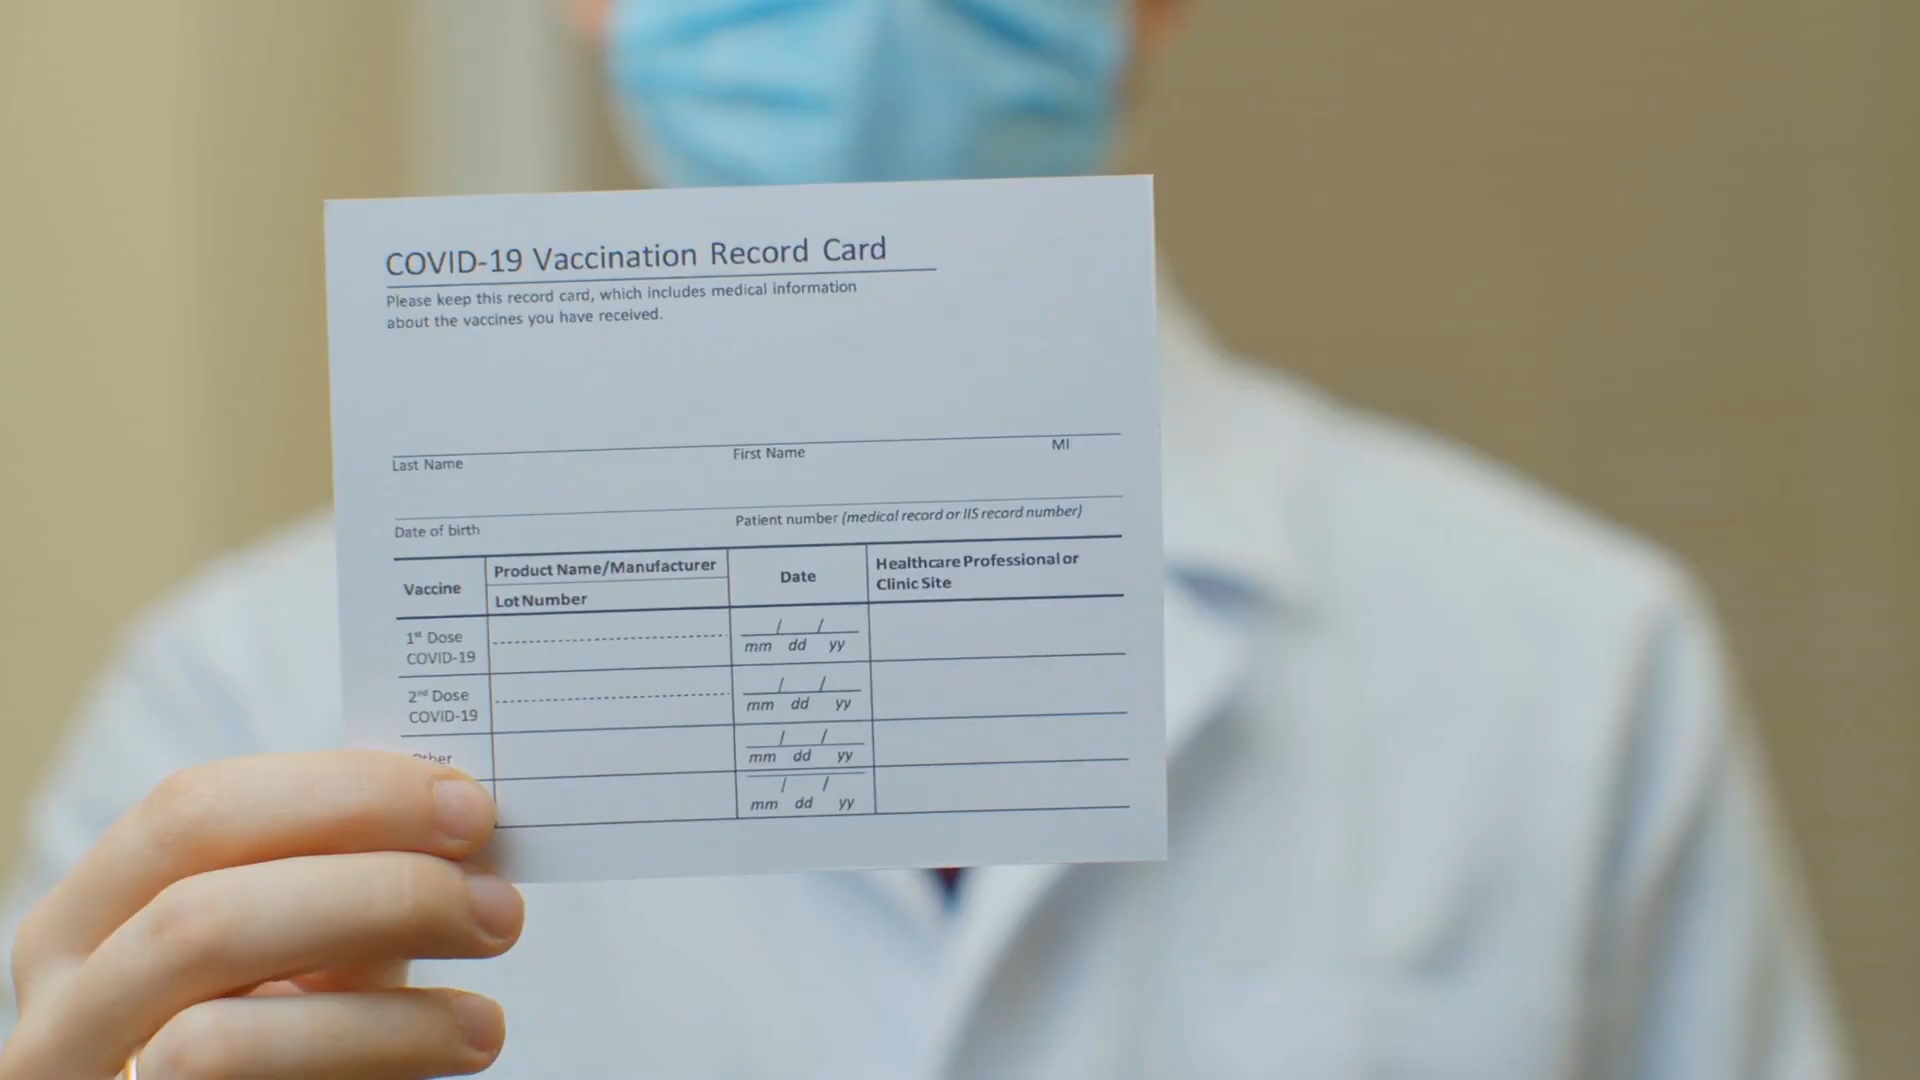 COVID-19 Vaccination Record Card
Please keep this record card, which includes medical information
about the vaccines you have received.
Last Name First Name MI
Date of birth Patient number (medical record or IIS record number)
Vaccine
Product Name/Manufacturer
Lot Number
Date
Healthcare Professional or
Clinic Site
1st Dose
COVID-19
/ /
mm dd yy
2nd Dose
COVID-19
/ /
mm dd yy
Other
/ /
mm dd yy
/ /
mm dd yy